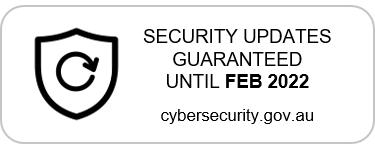 SECURITY UPDATES
GUARANTEED
UNTIL FEB 2022
cybersecurity.gov.au